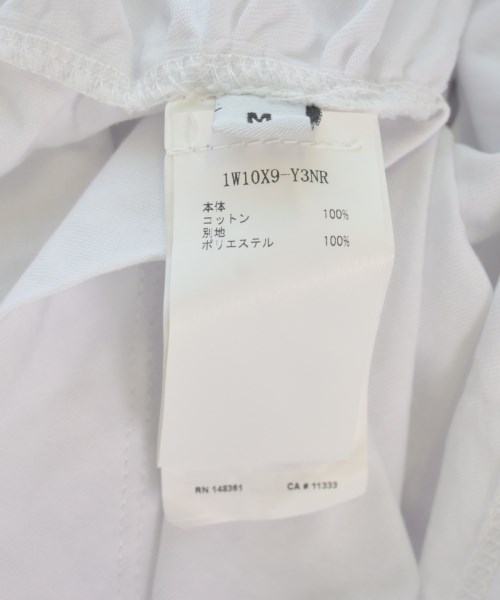 M
1W10X9-Y3NR
本体
コットン 100%
別地
ポリエステル 100%
RN 148361 CA # 11333